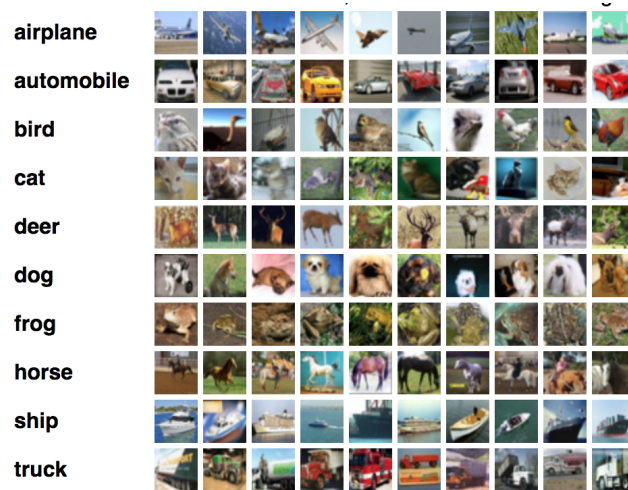 airplane
automobile
bird
cat
deer
dog
frog
horse
ship
truck